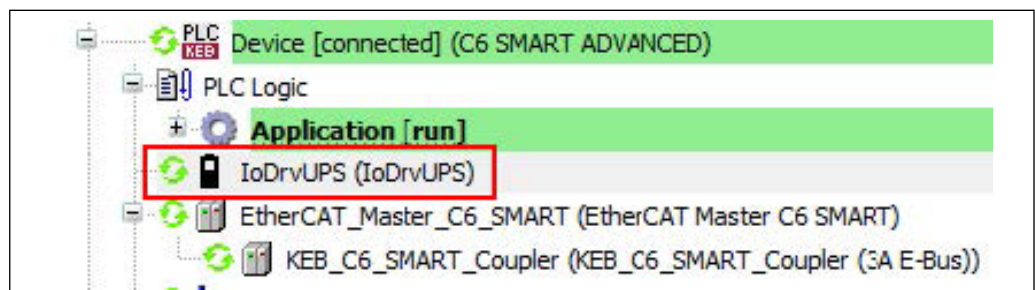 PLC
KEB
Device [connected] (C6 SMART ADVANCED)
PLC Logic
Application [run]
IoDrvUPS (IoDrvUPS)
EtherCAT_Master_C6_SMART (EtherCAT Master C6 SMART)
KEB_C6_SMART_Coupler (KEB_C6_SMART_Coupler (3A E-Bus))